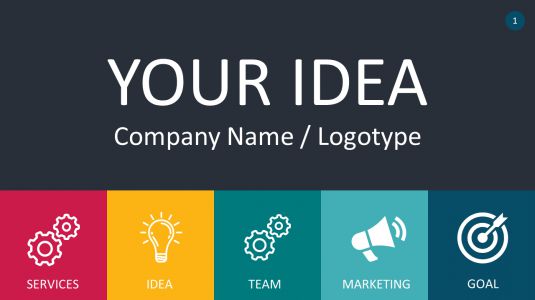 1
YOUR IDEA
Company Name / Logotype
SERVICES
IDEA
TEAM
MARKETING
GOAL